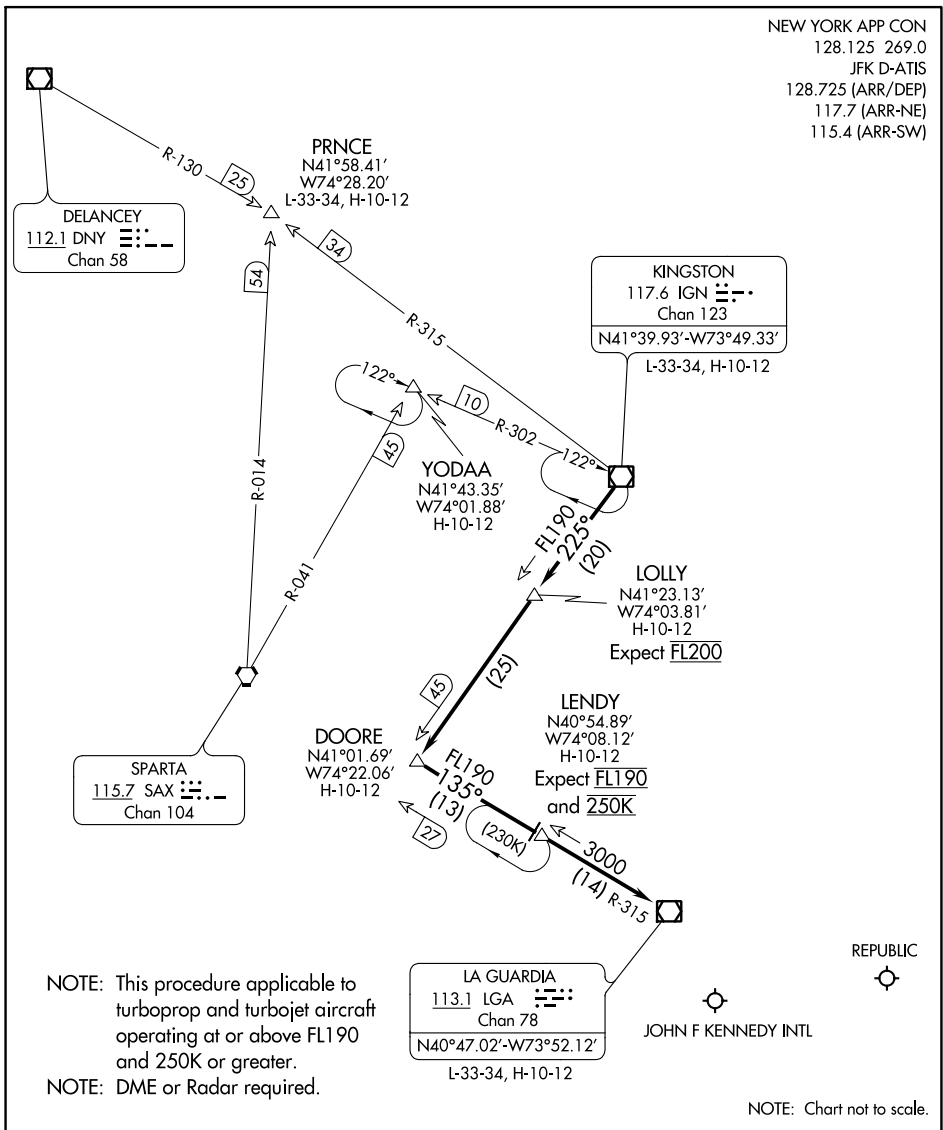 NEW YORK APP CON
128.125 269.0
JFK D-ATIS
128.725 (ARR/DEP)
117.7 (ARR-NE)
115.4 (ARR-SW)
PRNCE
N41°58.41'
W74°28.20'
L-33-34, H-10-12
R-130
25
DELANCEY
112.1 DNY
Chan 58
54
34
R-315
KINGSTON
117.6 IGN
Chan 123
N41°39.93'-W73°49.33'
L-33-34, H-10-12
122°
10
R-302
122°
45
YODAA
N41°43.35'
W74°01.88'
H-10-12
R-014
R-041
FL190
225°
(20)
LOLLY
N41°23.13'
W74°03.81'
H-10-12
Expect FL200
(25)
45
SPARTA
115.7 SAX
Chan 104
DOORE
N41°01.69'
W74°22.06'
H-10-12
LENDY
N40°54.89'
W74°08.12'
H-10-12
Expect FL190
and 250K
FL190
135°
(13)
27
(230K)
3000
(14) R-315
LA GUARDIA
113.1 LGA
Chan 78
N40°47.02'-W73°52.12'
L-33-34, H-10-12
REPUBLIC
JOHN F KENNEDY INTL
NOTE: This procedure applicable to
turboprop and turbojet aircraft
operating at or above FL190
and 250K or greater.
NOTE: DME or Radar required.
NOTE: Chart not to scale.